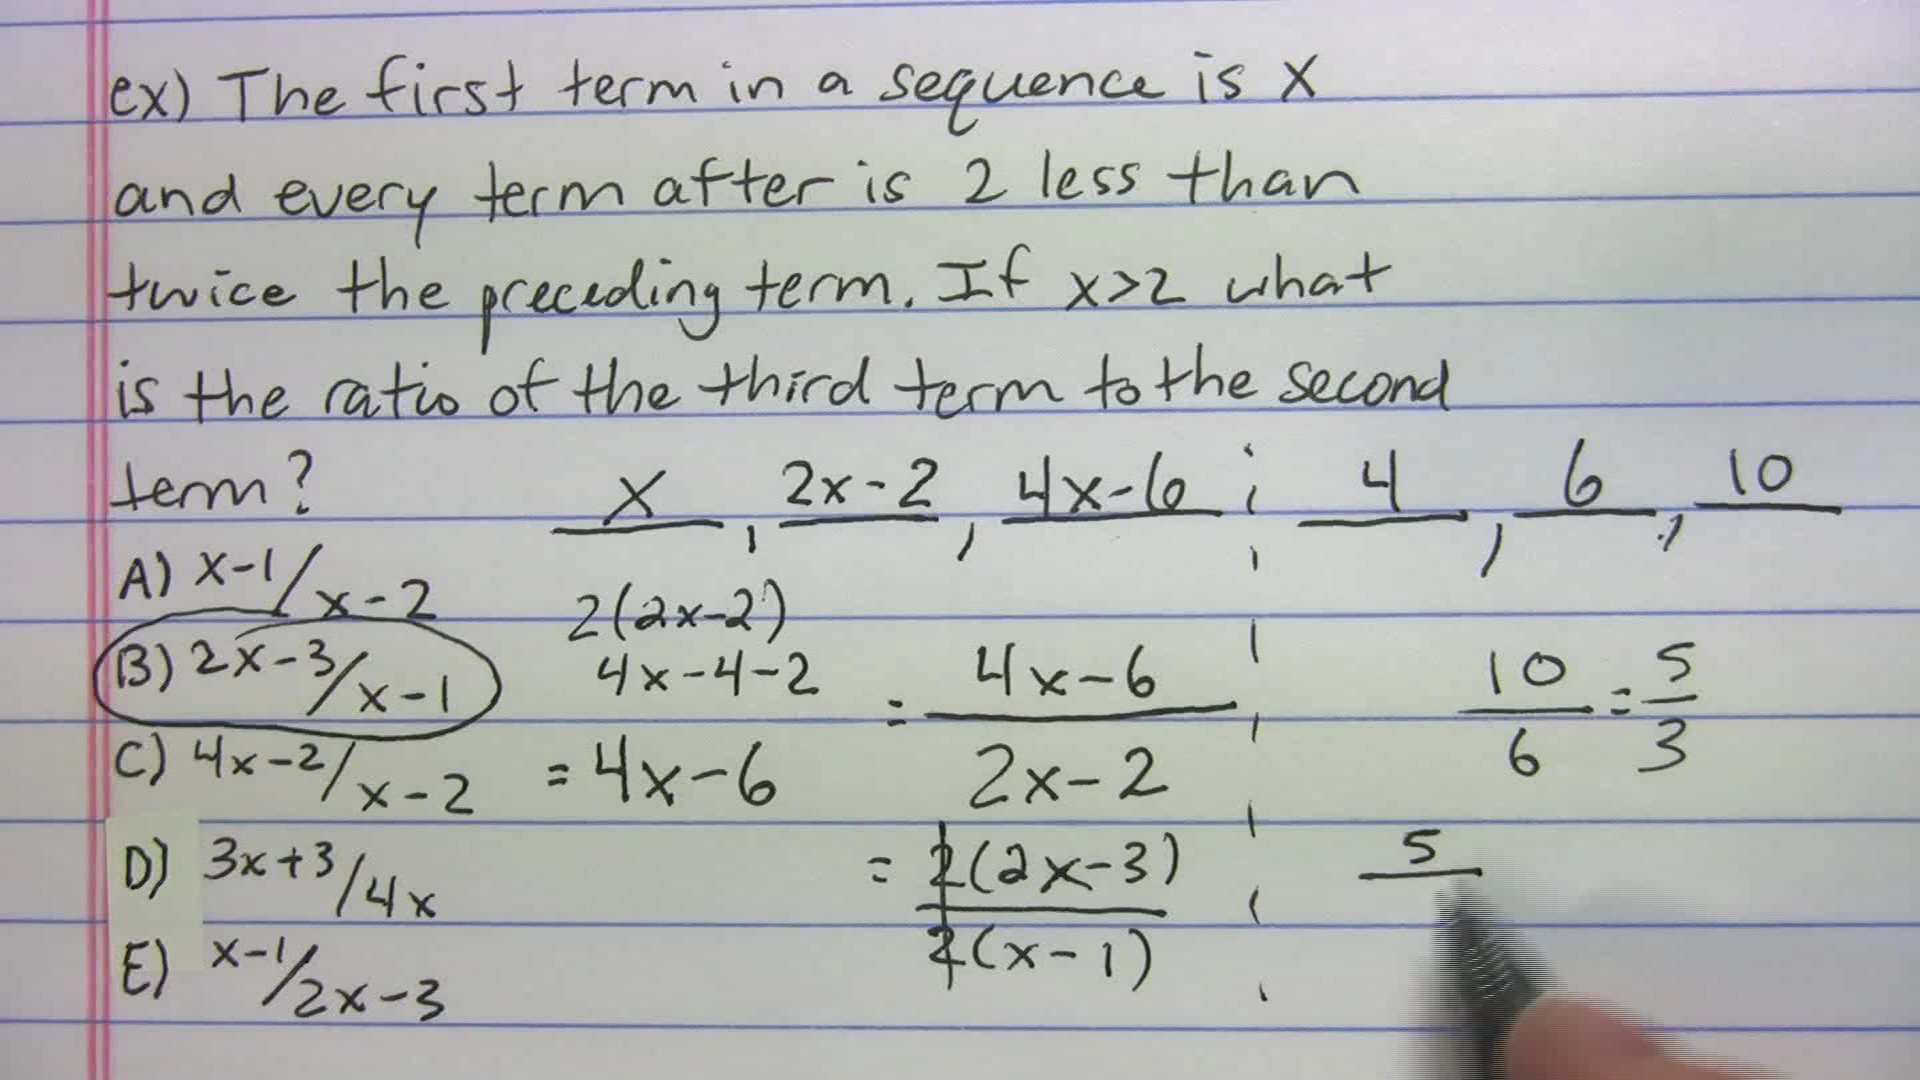 ex) The first term in a sequence is x
and every term after is 2 less than
twice the preceding term. If x>2 what
is the ratio of the third term to the second
term?
x , 2x-2 , 4x-6
4 , 6 , 10
A) x-1/x-2
B) 2x-3/x-1
C) 4x-2/x-2
D) 3x+3/4x
E) x-1/2x-3
2(2x-2)
4x-4-2
= 4x-6
= 4x-6
2x-2
= 2(2x-3)
2(x-1)
10/6 = 5/3
5